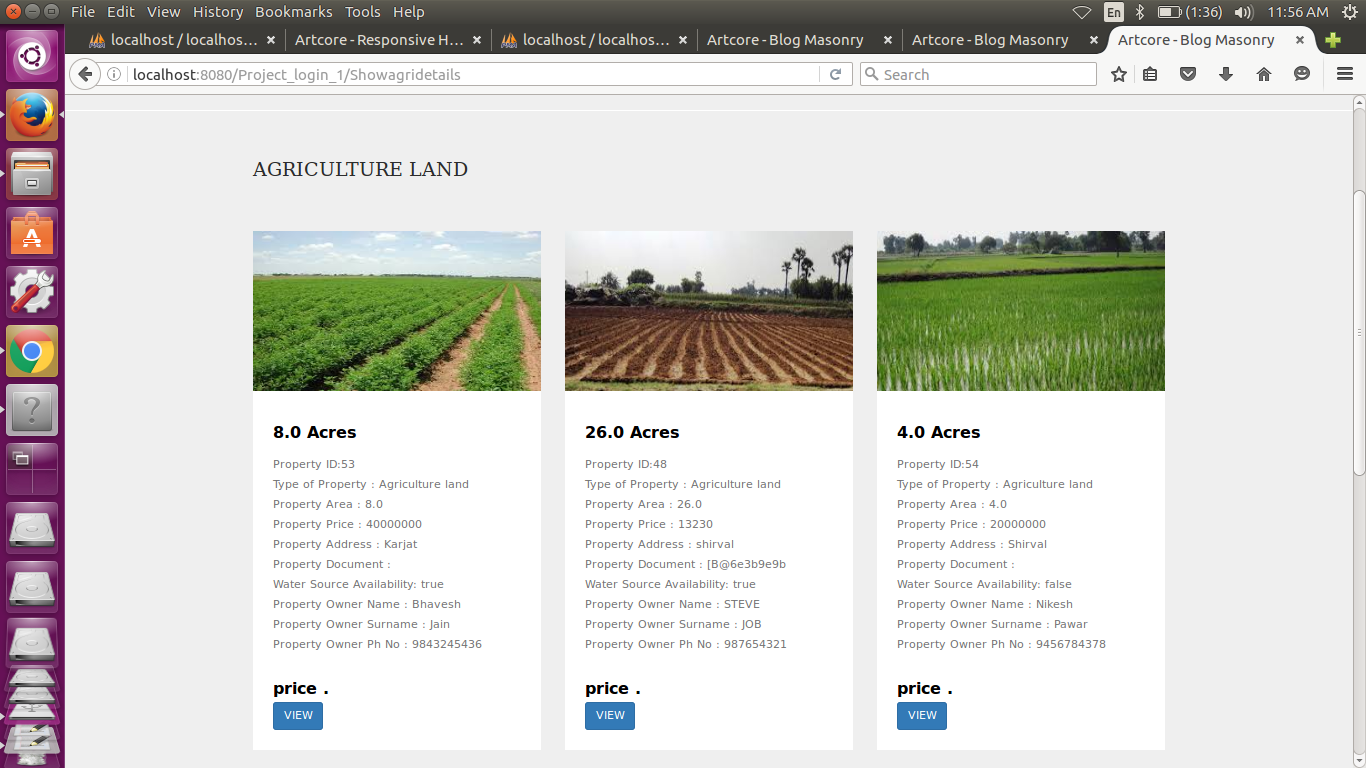 File Edit View History Bookmarks Tools Help
En (1:36) 11:56 AM
localhost / localhos... Artcore - Responsive H... localhost / localhos... Artcore - Blog Masonry Artcore - Blog Masonry Artcore - Blog Masonry
localhost:8080/Project_login_1/Showagridetails
Search
AGRICULTURE LAND
8.0 Acres
Property ID:53
Type of Property : Agriculture land
Property Area : 8.0
Property Price : 40000000
Property Address : Karjat
Property Document :
Water Source Availability: true
Property Owner Name : Bhavesh
Property Owner Surname : Jain
Property Owner Ph No : 9843245436
price .
VIEW
26.0 Acres
Property ID:48
Type of Property : Agriculture land
Property Area : 26.0
Property Price : 13230
Property Address : shirval
Property Document : [B@6e3b9e9b
Water Source Availability: true
Property Owner Name : STEVE
Property Owner Surname : JOB
Property Owner Ph No : 987654321
price .
VIEW
4.0 Acres
Property ID:54
Type of Property : Agriculture land
Property Area : 4.0
Property Price : 20000000
Property Address : Shirval
Property Document :
Water Source Availability: false
Property Owner Name : Nikesh
Property Owner Surname : Pawar
Property Owner Ph No : 9456784378
price .
VIEW